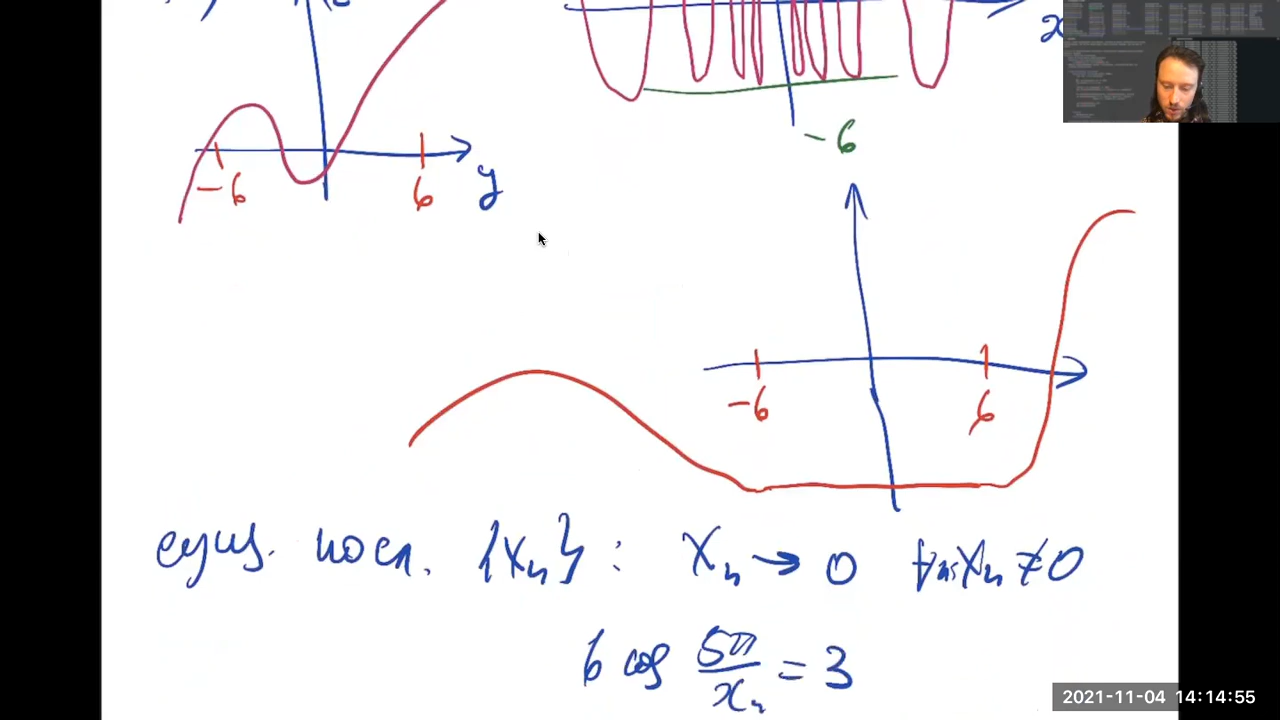 x
-6
-6 6 y
-6 6
сущ. посл. {xₙ} : xₙ → 0 ∀n: xₙ ≠ 0
6 cos 5π/xₙ = 3
2021-11-04 14:14:55